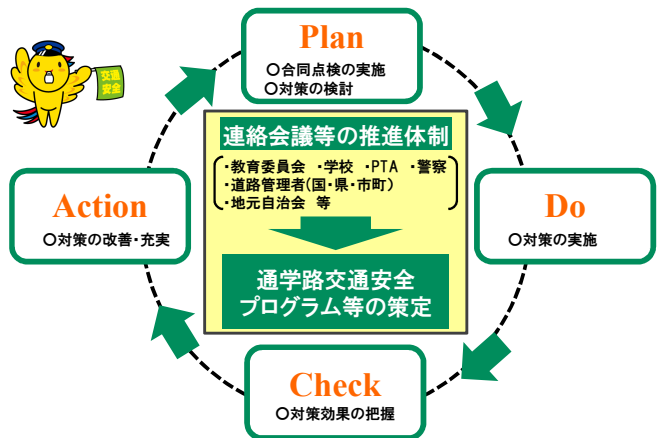 交通
安全
Plan
○合同点検の実施
○対策の検討
連絡会議等の推進体制
・教育委員会 ・学校 ・PTA ・警察
・道路管理者(国・県・市町)
・地元自治会 等
通学路交通安全
プログラム等の策定
Action
○対策の改善・充実
Do
○対策の実施
Check
○対策効果の把握